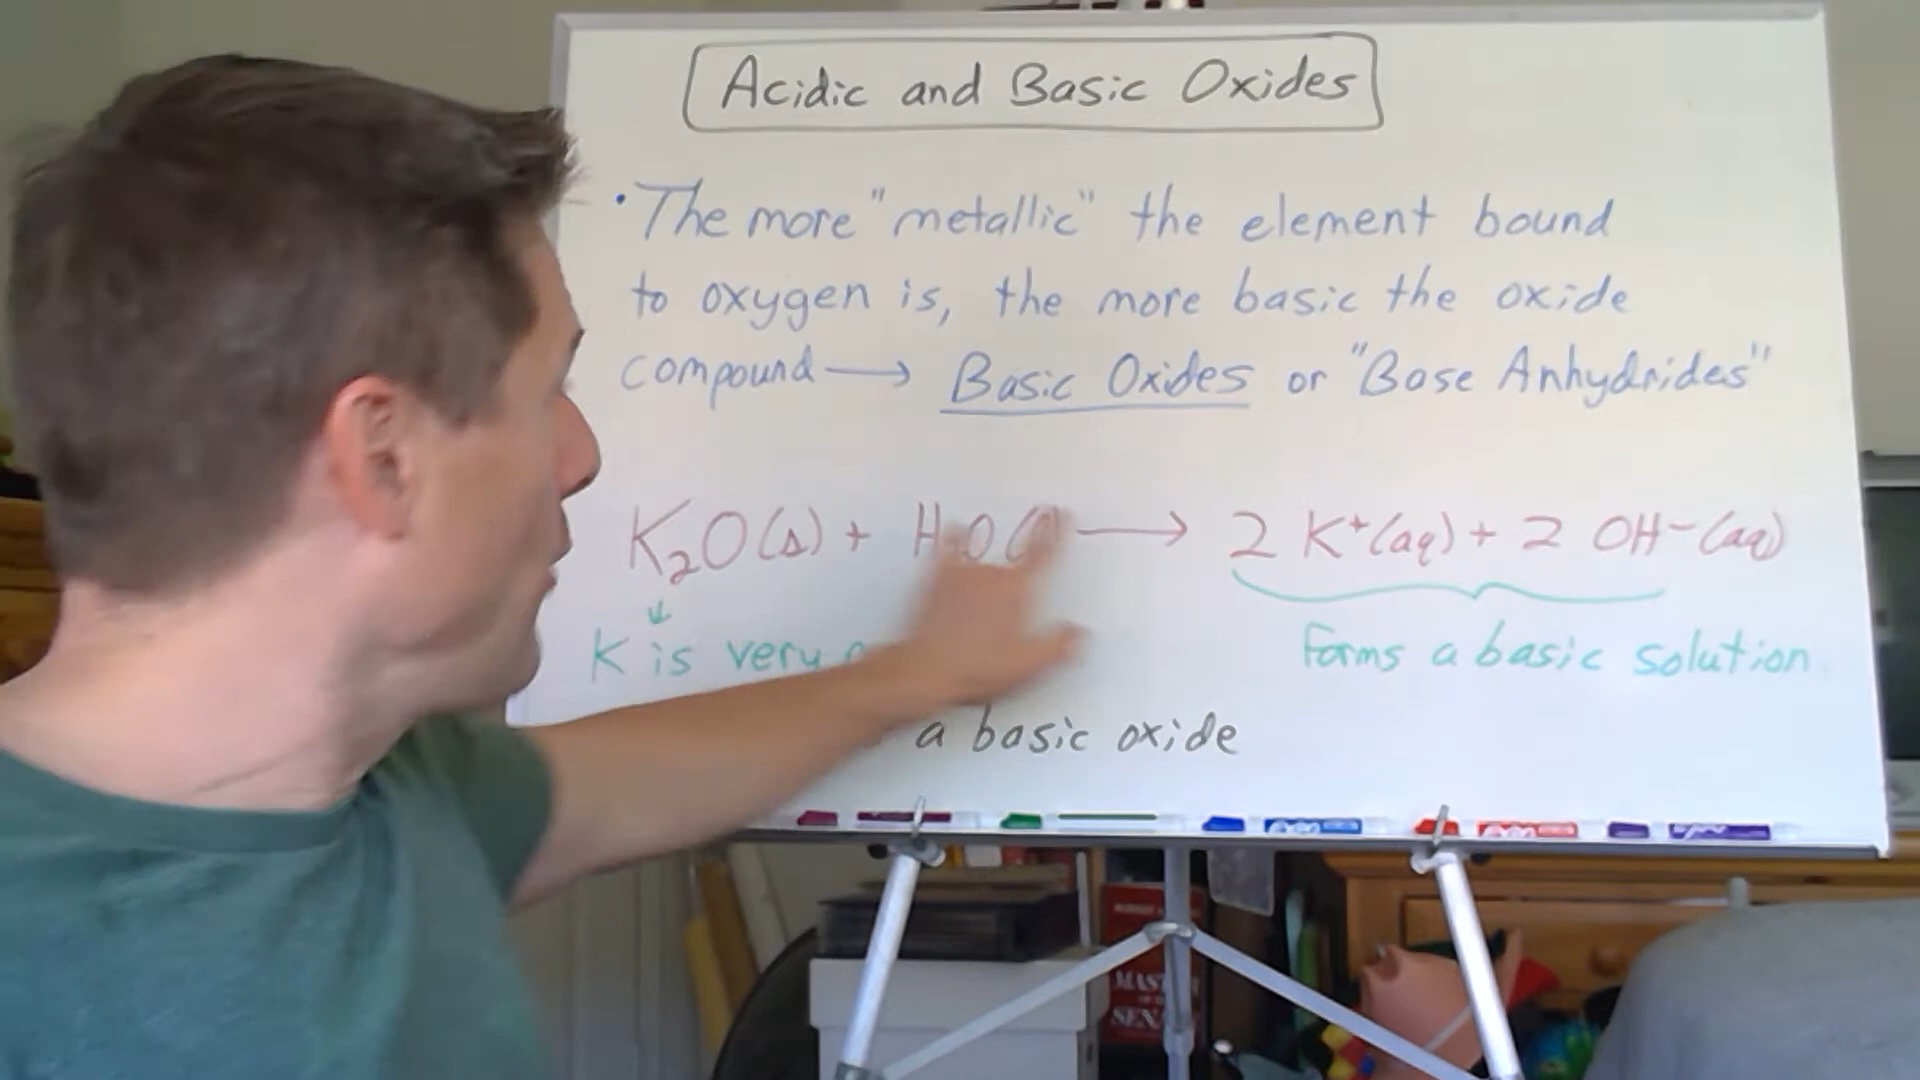 Acidic and Basic Oxides
• The more "metallic" the element bound
to oxygen is, the more basic the oxide
compound → Basic Oxides or "Base Anhydrides"
K₂O(s) + H O( → 2 K⁺(aq) + 2 OH⁻(aq)
↓
K is very
forms a basic solution
a basic oxide